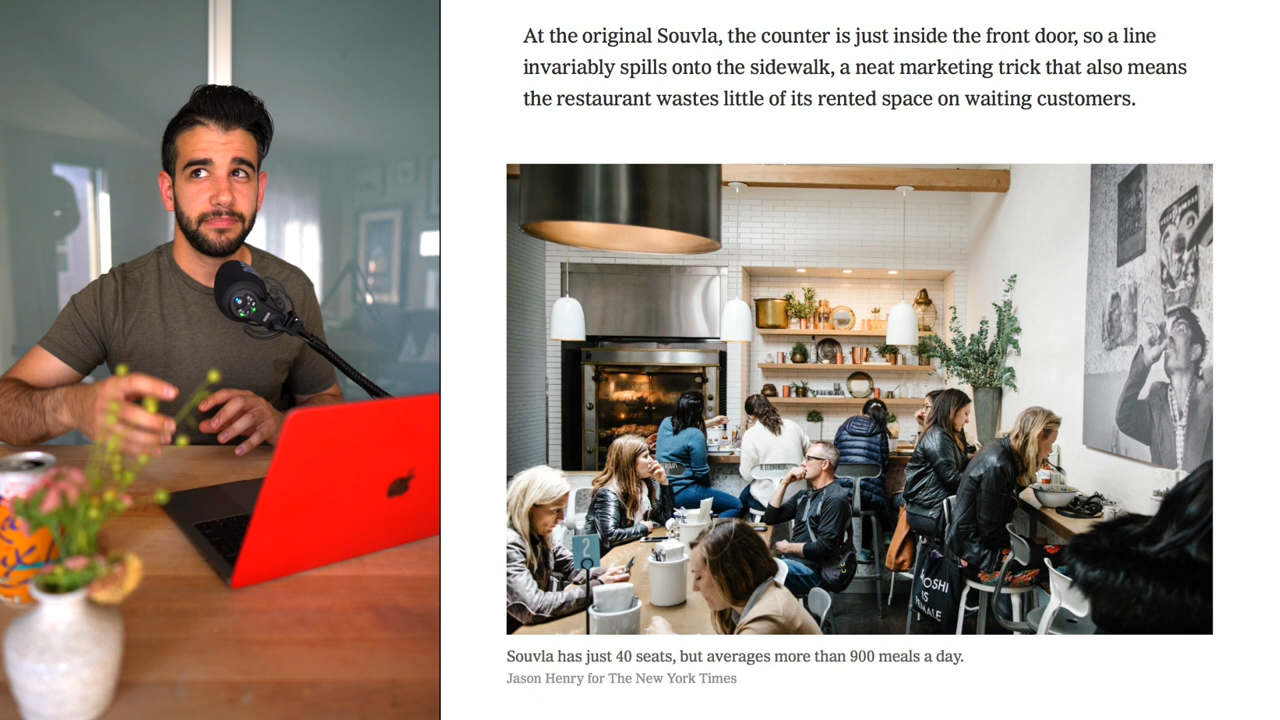 At the original Souvla, the counter is just inside the front door, so a line
invariably spills onto the sidewalk, a neat marketing trick that also means
the restaurant wastes little of its rented space on waiting customers.
2
IS
Souvla has just 40 seats, but averages more than 900 meals a day.
Jason Henry for The New York Times